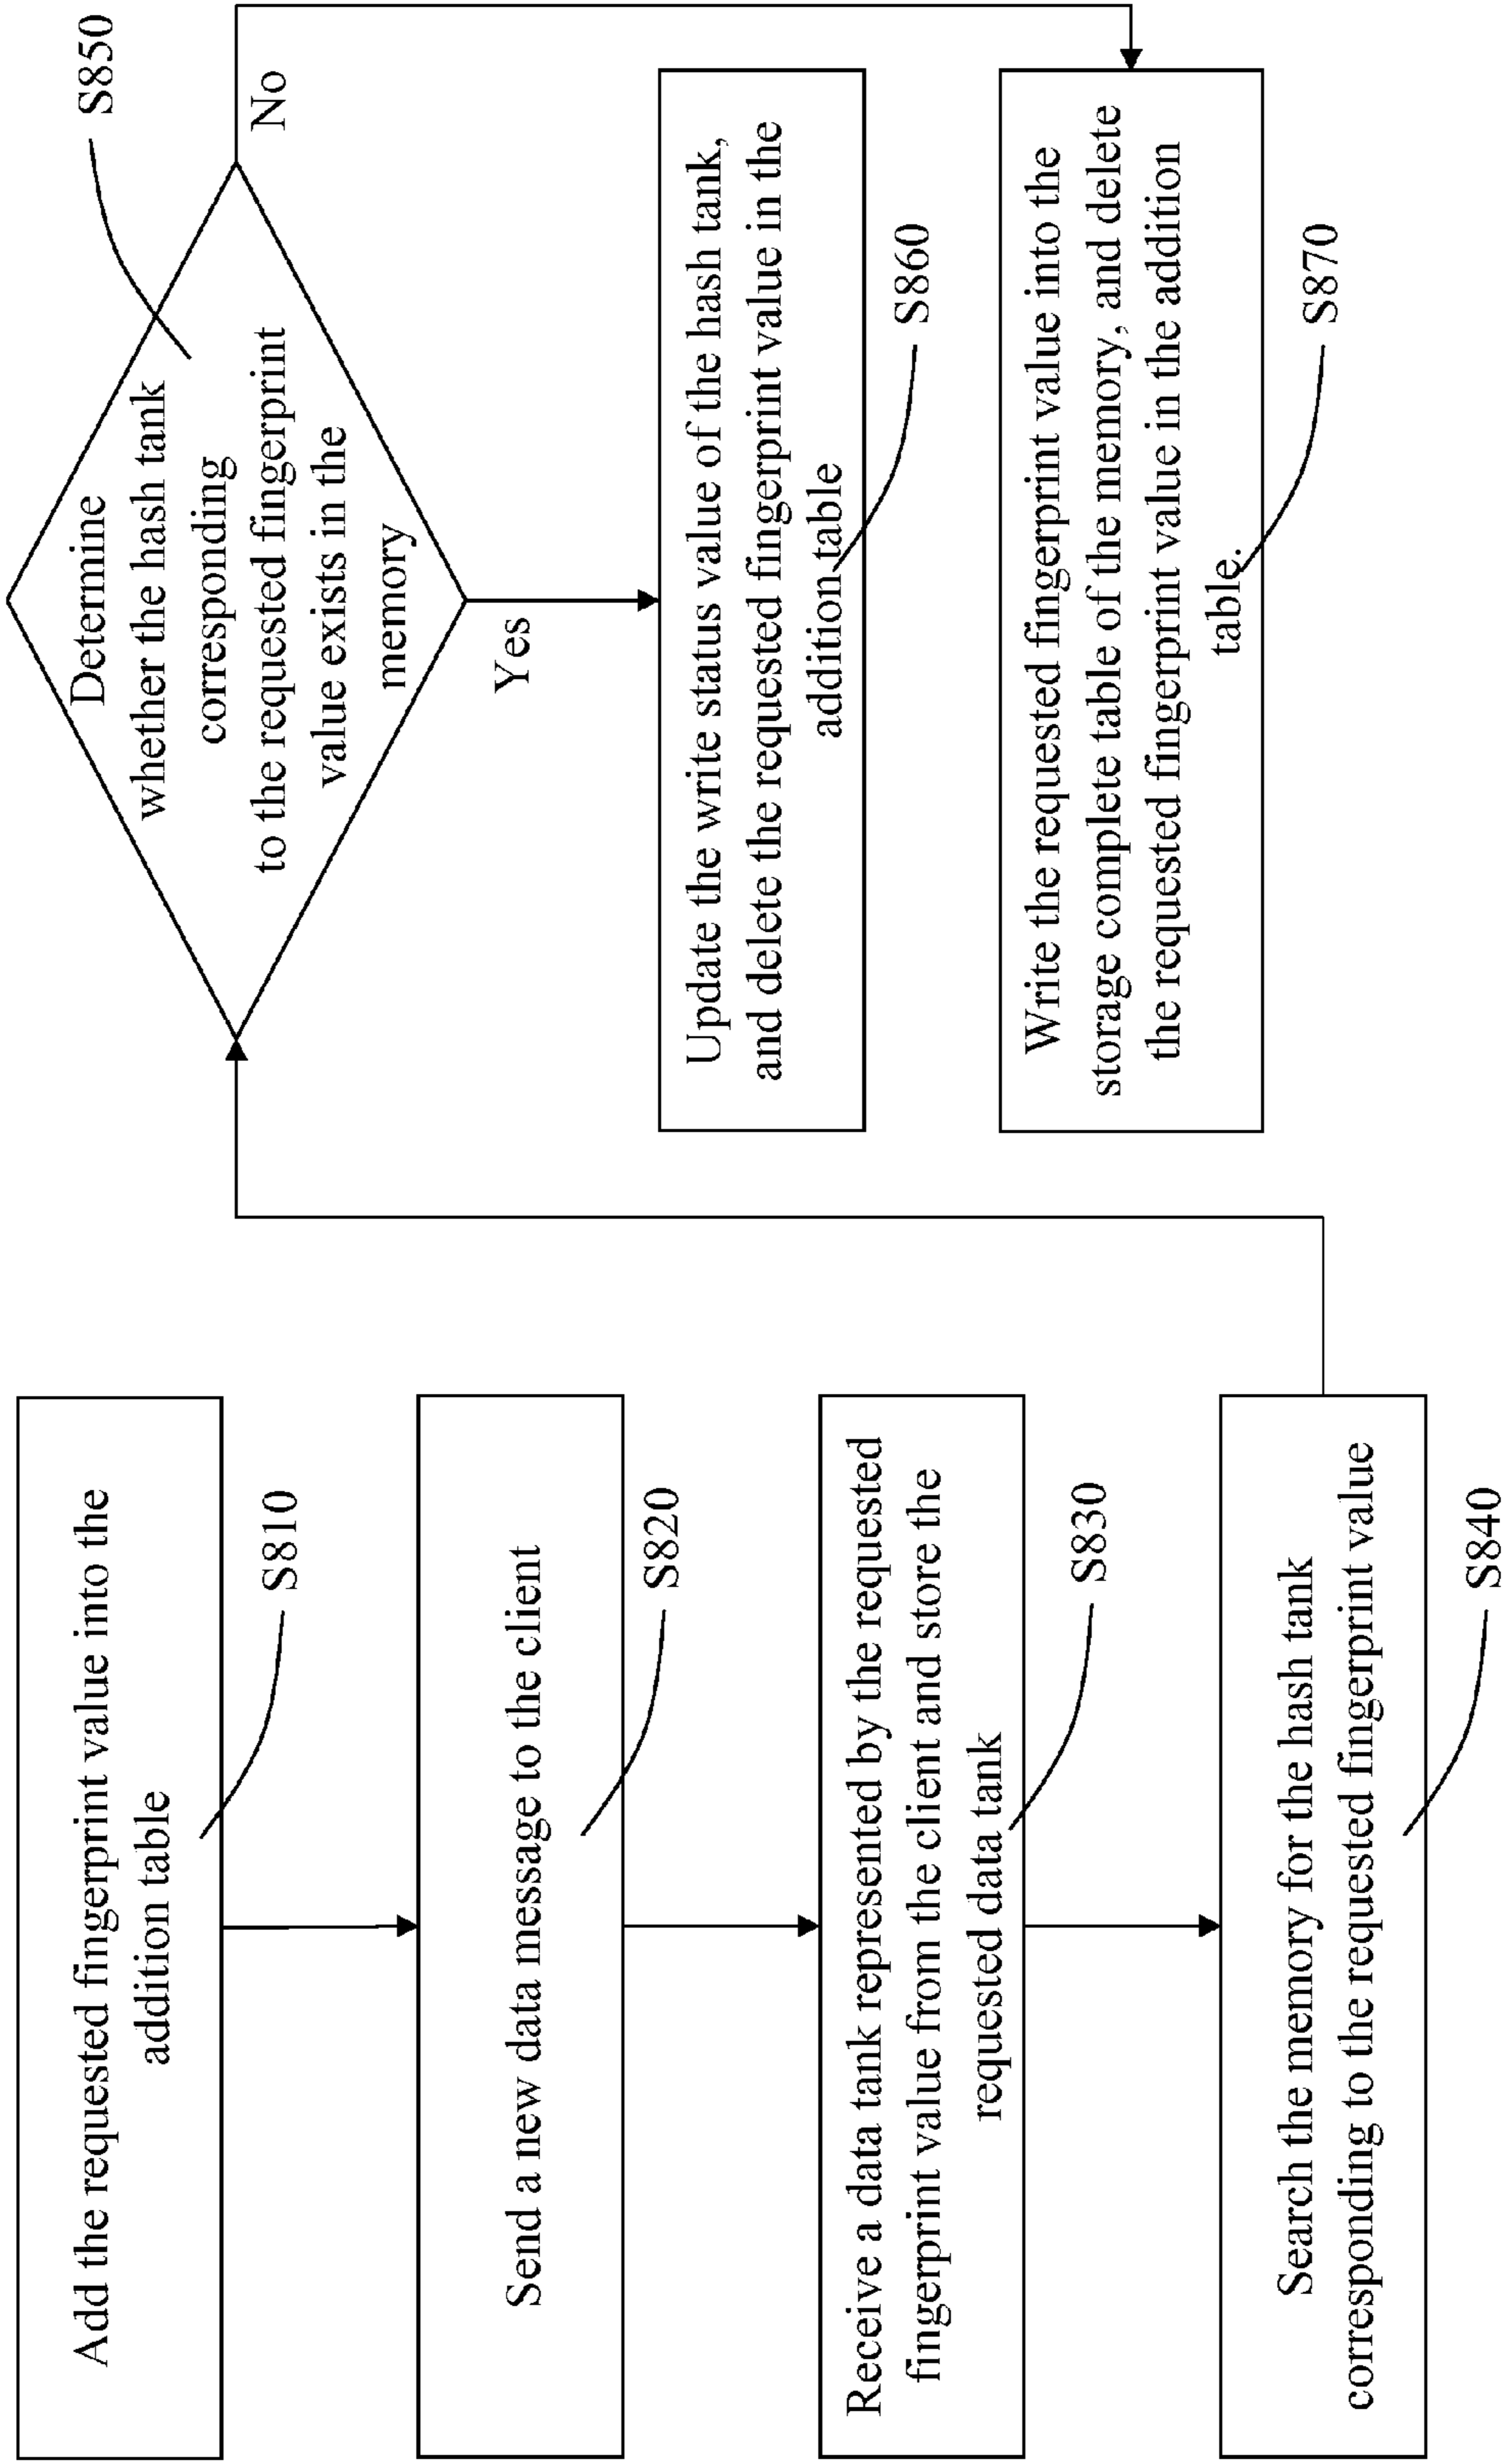 Add the requested fingerprint value into the
addition table
S810
Send a new data message to the client
S820
Receive a data tank represented by the requested
fingerprint value from the client and store the
requested data tank
S830
Search the memory for the hash tank
corresponding to the requested fingerprint value
S840
Determine
whether the hash tank
corresponding
to the requested fingerprint
value exists in the
memory
S850
No
Yes
Update the write status value of the hash tank,
and delete the requested fingerprint value in the
addition table
S860
Write the requested fingerprint value into the
storage complete table of the memory, and delete
the requested fingerprint value in the addition
table.
S870